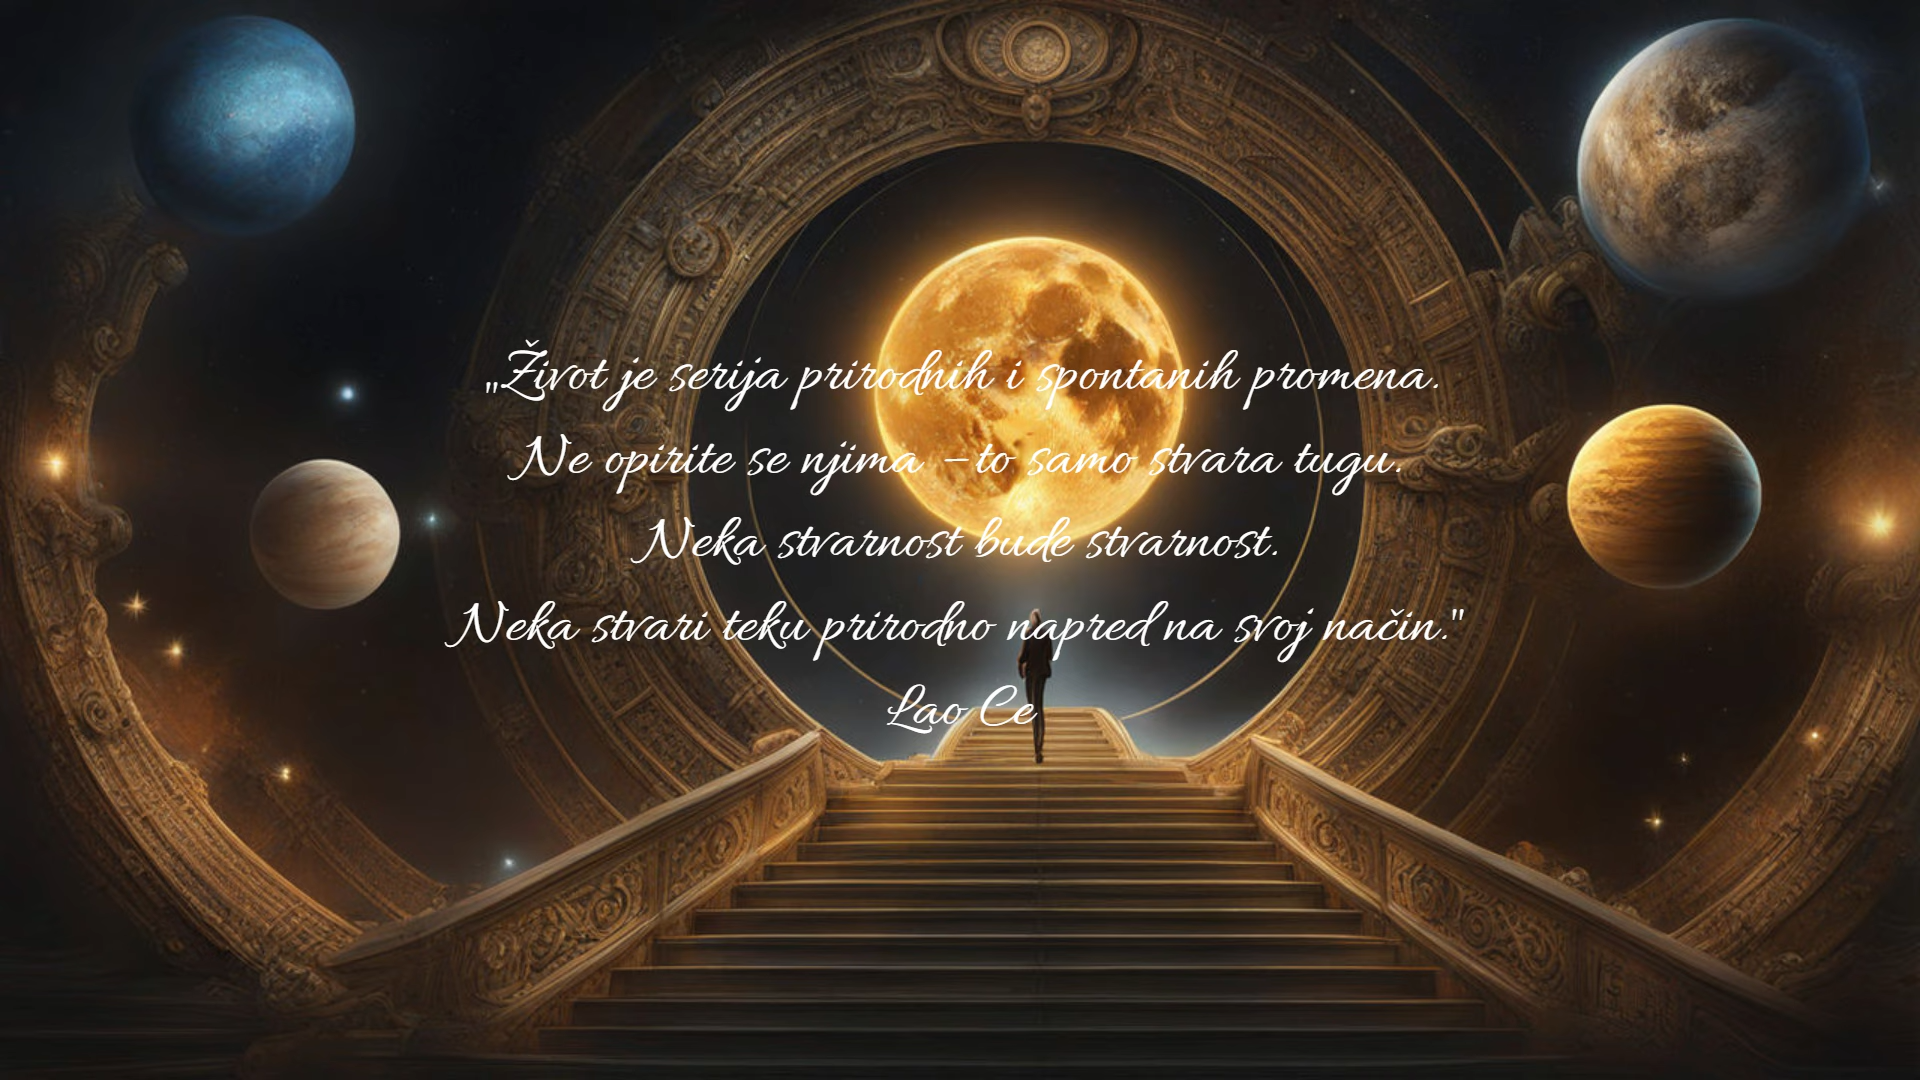 „Život je serija prirodnih i spontanih promena.
Ne opirite se njima – to samo stvara tugu.
Neka stvarnost bude stvarnost.
Neka stvari teku prirodno napred na svoj način."
Lao Ce